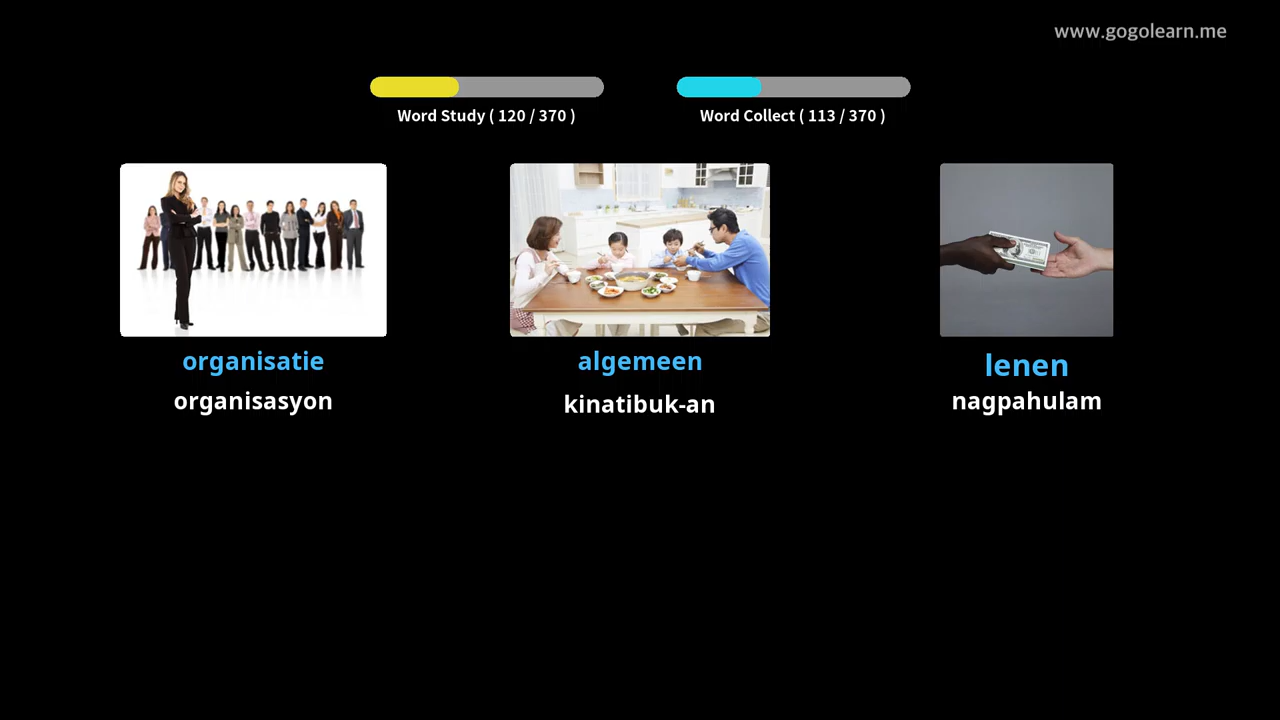 www.gogolearn.me
Word Study ( 120 / 370 )
Word Collect ( 113 / 370 )
organisatie
algemeen
lenen
organisasyon
kinatibuk-an
nagpahulam